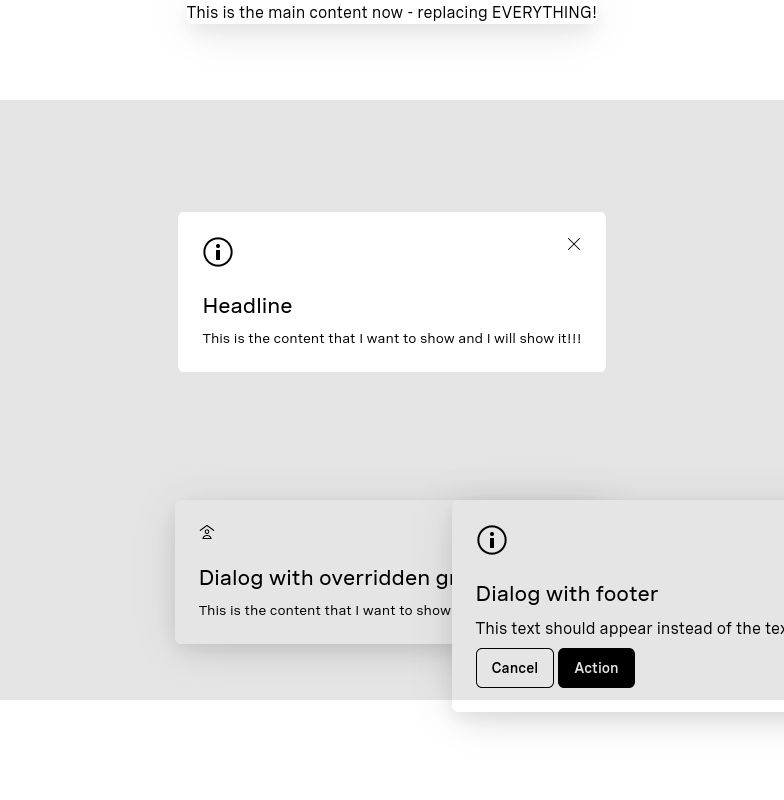 This is the main content now - replacing EVERYTHING!
Headline
This is the content that I want to show and I will show it!!!
Dialog with overridden
This is the content that I want to show
Dialog with footer
This text should appear instead of the
Cancel
Action